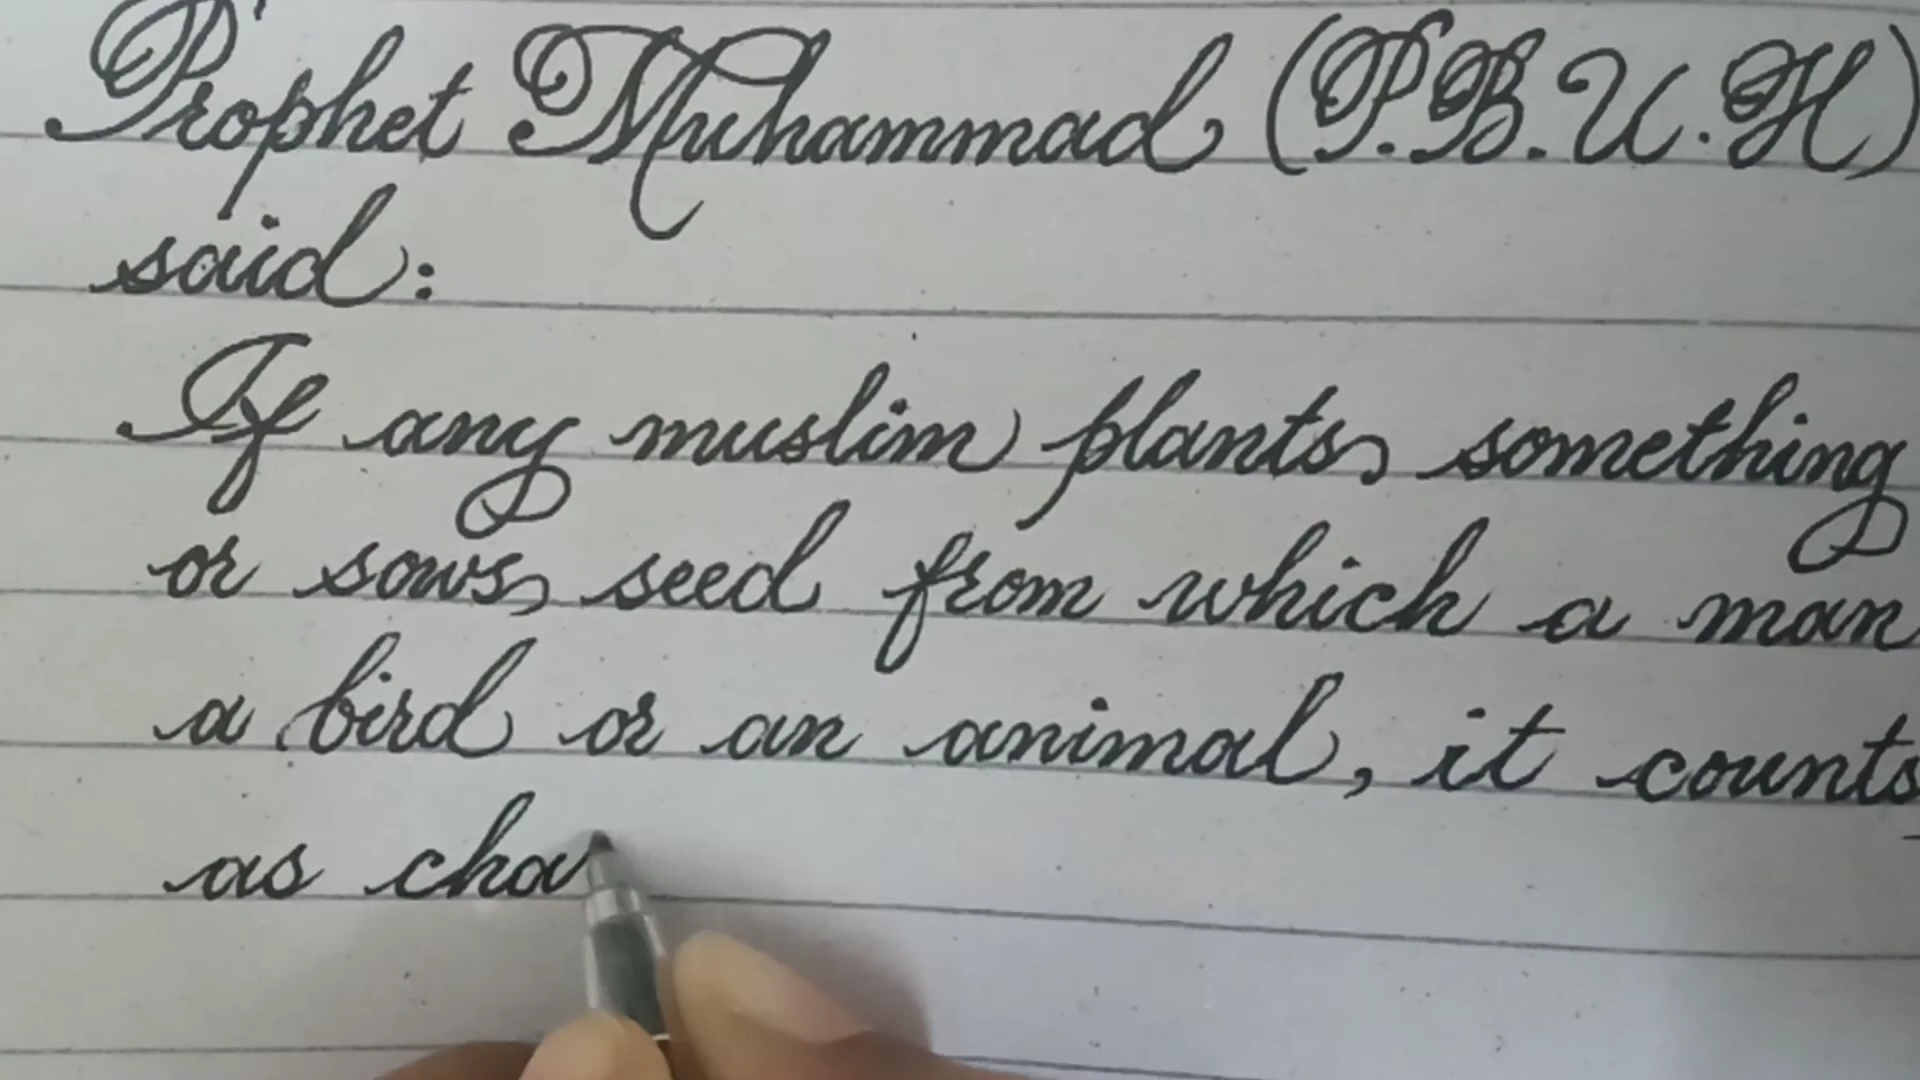 Prophet Muhammad (P.B.U.H)
said:
If any muslim plants something
or sows seed from which a man
a bird or an animal, it counts
as cha